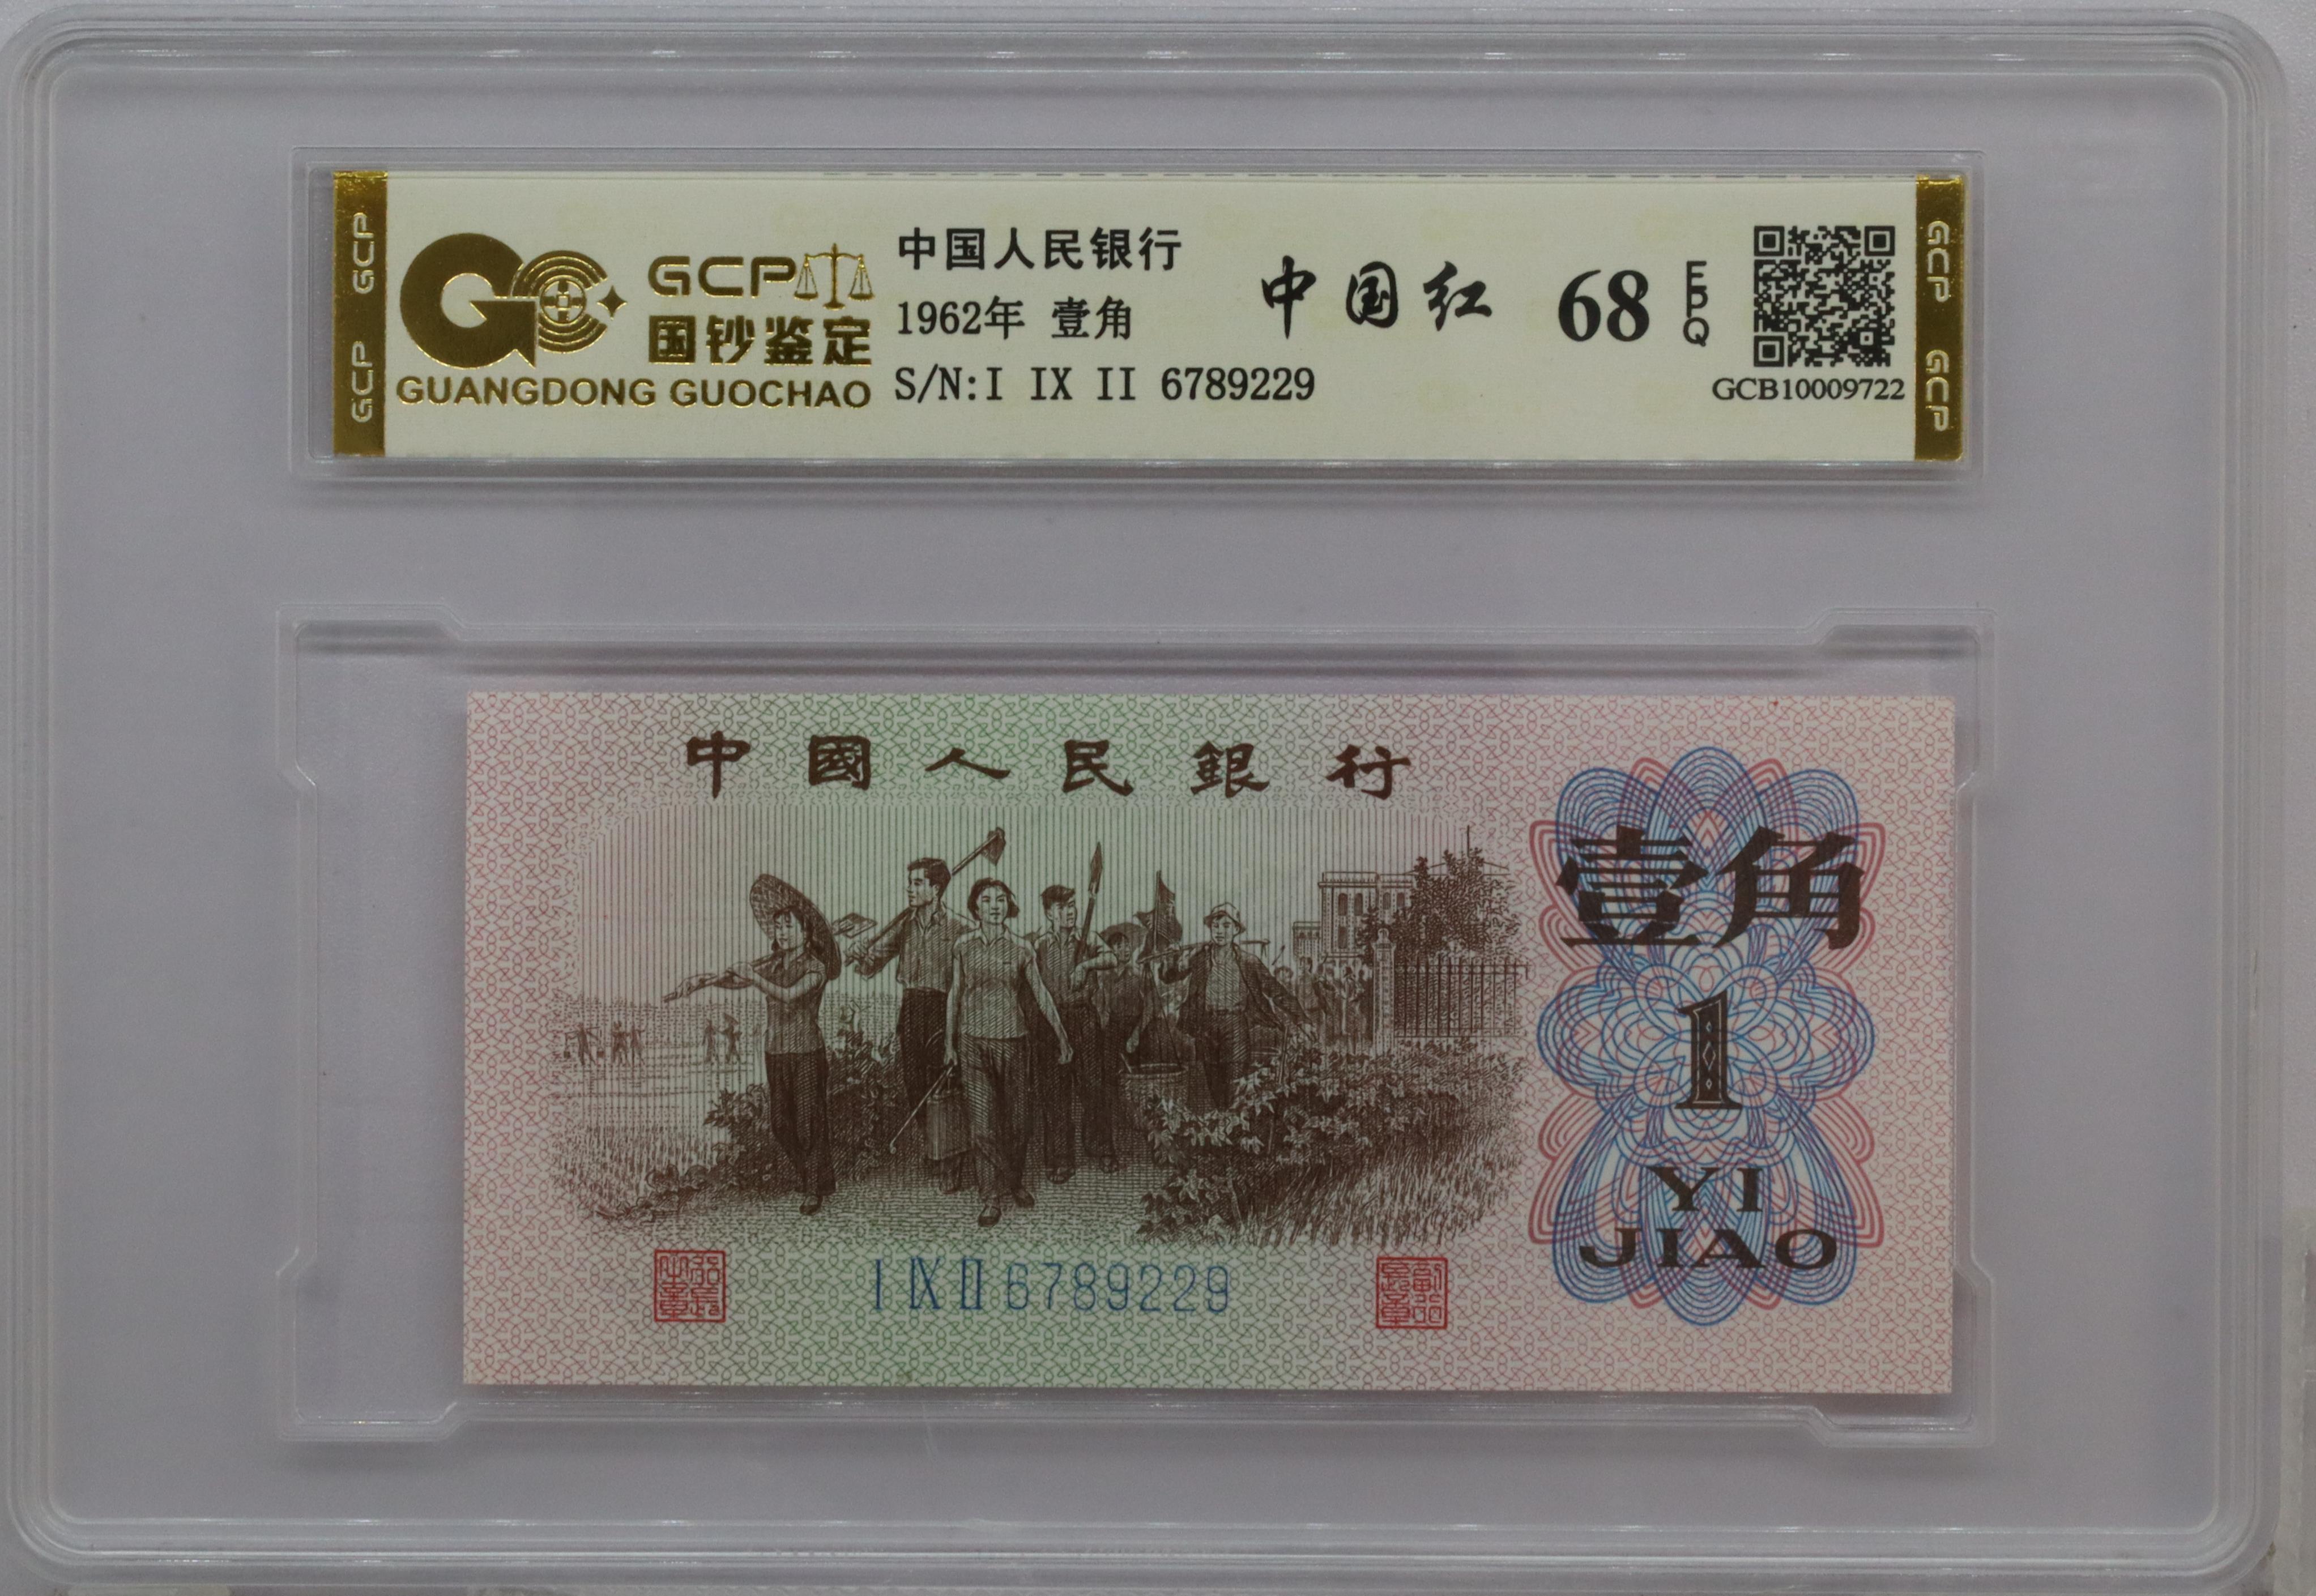 GCP GCP
GCP
国钞鉴定
GUANGDONG GUOCHAO
中国人民银行
1962年 壹角
S/N:I IX II 6789229
中国红
68
EPQ
GCB10009722
GCP GCP
中國人民銀行
壹角
1
YI
JIAO
I IX II 6789229